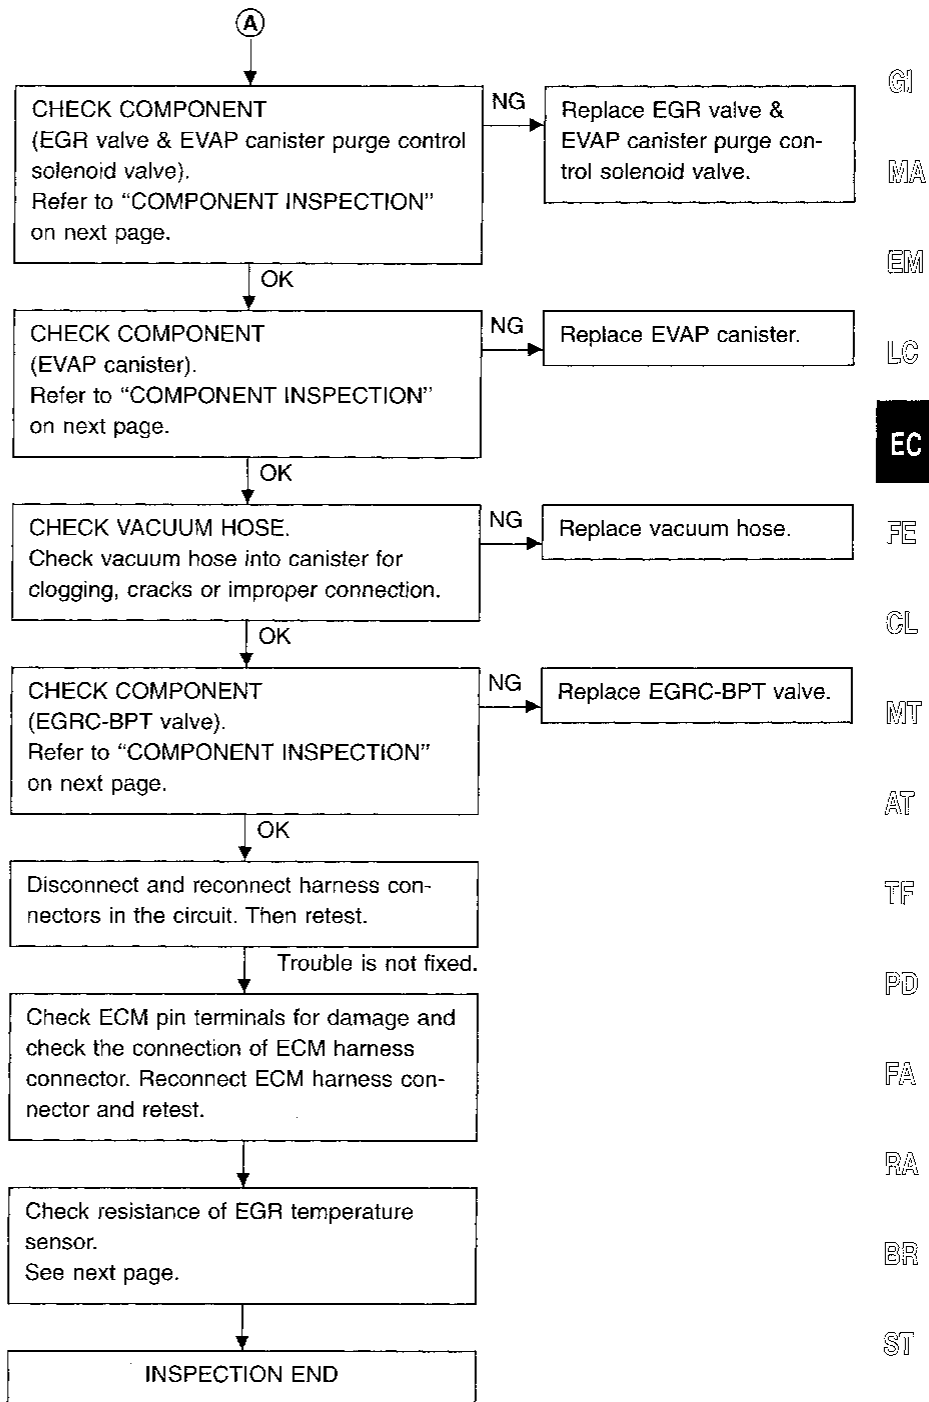 A
CHECK COMPONENT
(EGR valve & EVAP canister purge control
solenoid valve).
Refer to “COMPONENT INSPECTION”
on next page.
NG
Replace EGR valve &
EVAP canister purge con-
trol solenoid valve.
OK
CHECK COMPONENT
(EVAP canister).
Refer to “COMPONENT INSPECTION”
on next page.
NG
Replace EVAP canister.
OK
CHECK VACUUM HOSE.
Check vacuum hose into canister for
clogging, cracks or improper connection.
NG
Replace vacuum hose.
OK
CHECK COMPONENT
(EGRC-BPT valve).
Refer to “COMPONENT INSPECTION”
on next page.
NG
Replace EGRC-BPT valve.
OK
Disconnect and reconnect harness con-
nectors in the circuit. Then retest.
Trouble is not fixed.
Check ECM pin terminals for damage and
check the connection of ECM harness
connector. Reconnect ECM harness con-
nector and retest.
Check resistance of EGR temperature
sensor.
See next page.
INSPECTION END
GI
MA
EM
LC
EC
FE
CL
MT
AT
TF
PD
FA
RA
BR
ST